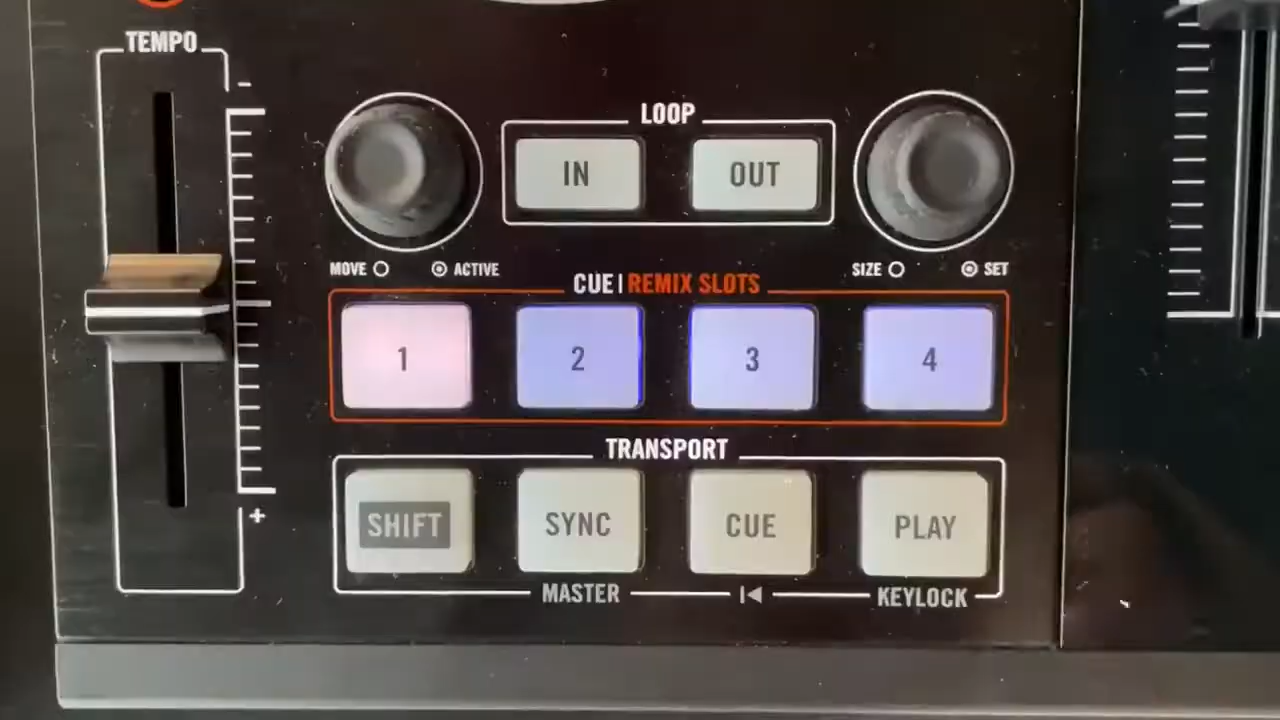 TEMPO
-
LOOP
IN OUT
MOVE ACTIVE
SIZE SET
CUE | REMIX SLOTS
1 2 3 4
TRANSPORT
SHIFT SYNC CUE PLAY
+
MASTER KEYLOCK